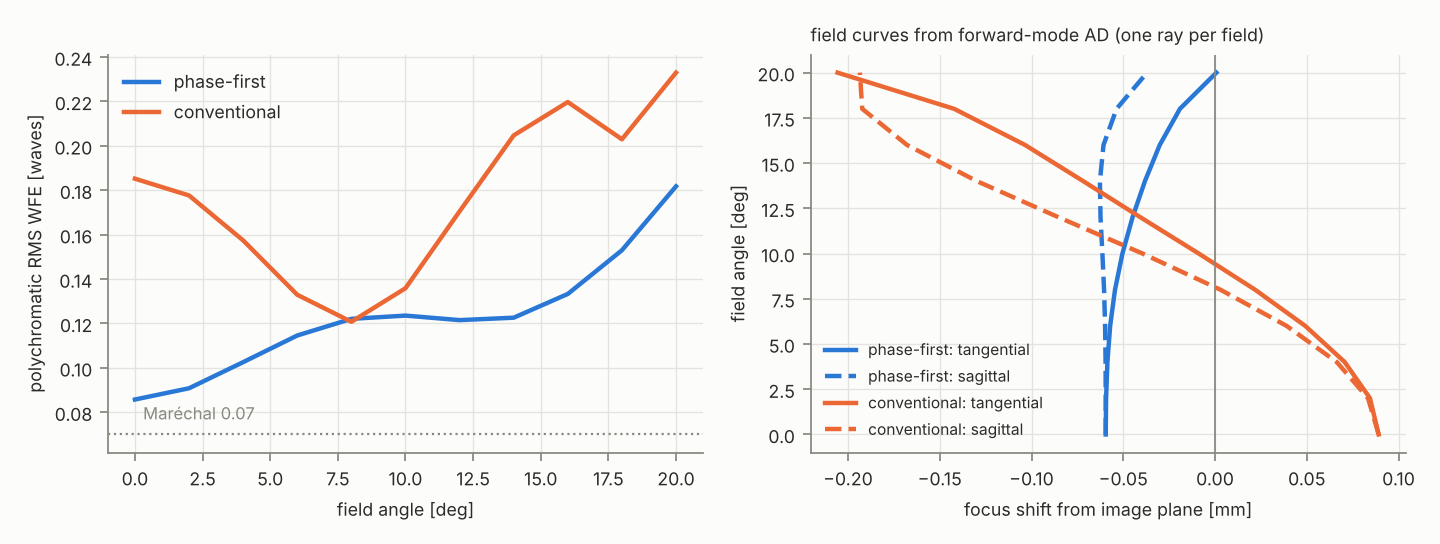 0.24
0.22
0.20
0.18
0.16
0.14
0.12
0.10
0.08
polychromatic RMS WFE [waves]
phase-first
conventional
Maréchal 0.07
0.0 2.5 5.0 7.5 10.0 12.5 15.0 17.5 20.0
field angle [deg]
field curves from forward-mode AD (one ray per field)
20.0
17.5
15.0
12.5
10.0
7.5
5.0
2.5
0.0
field angle [deg]
phase-first: tangential
phase-first: sagittal
conventional: tangential
conventional: sagittal
−0.20 −0.15 −0.10 −0.05 0.00 0.05 0.10
focus shift from image plane [mm]